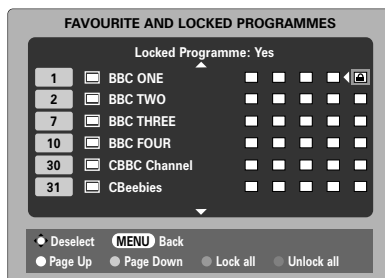 FAVOURITE AND LOCKED PROGRAMMES
Locked Programme: Yes
1 BBC ONE
2 BBC TWO
7 BBC THREE
10 BBC FOUR
30 CBBC Channel
31 CBeebies
Deselect MENU Back
Page Up Page Down Lock all Unlock all